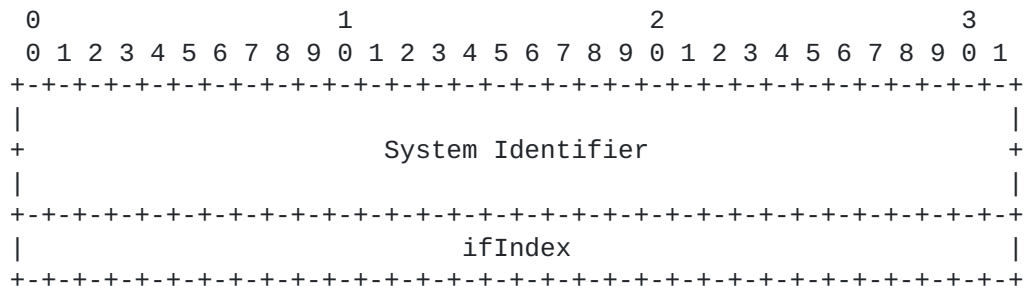 0                   1                   2                   3
 0 1 2 3 4 5 6 7 8 9 0 1 2 3 4 5 6 7 8 9 0 1 2 3 4 5 6 7 8 9 0 1
+-+-+-+-+-+-+-+-+-+-+-+-+-+-+-+-+-+-+-+-+-+-+-+-+-+-+-+-+-+-+-+-+
|                                                               |
+                       System Identifier                       +
|                                                               |
+-+-+-+-+-+-+-+-+-+-+-+-+-+-+-+-+-+-+-+-+-+-+-+-+-+-+-+-+-+-+-+-+
|                            ifIndex                            |
+-+-+-+-+-+-+-+-+-+-+-+-+-+-+-+-+-+-+-+-+-+-+-+-+-+-+-+-+-+-+-+-+